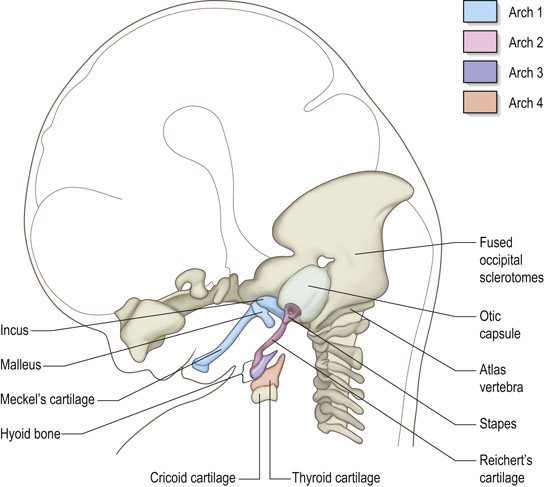 Arch 1
Arch 2
Arch 3
Arch 4
Fused
occipital
sclerotomes
Otic
capsule
Atlas
vertebra
Stapes
Reichert's
cartilage
Incus
Malleus
Meckel's cartilage
Hyoid bone
Cricoid cartilage
Thyroid cartilage